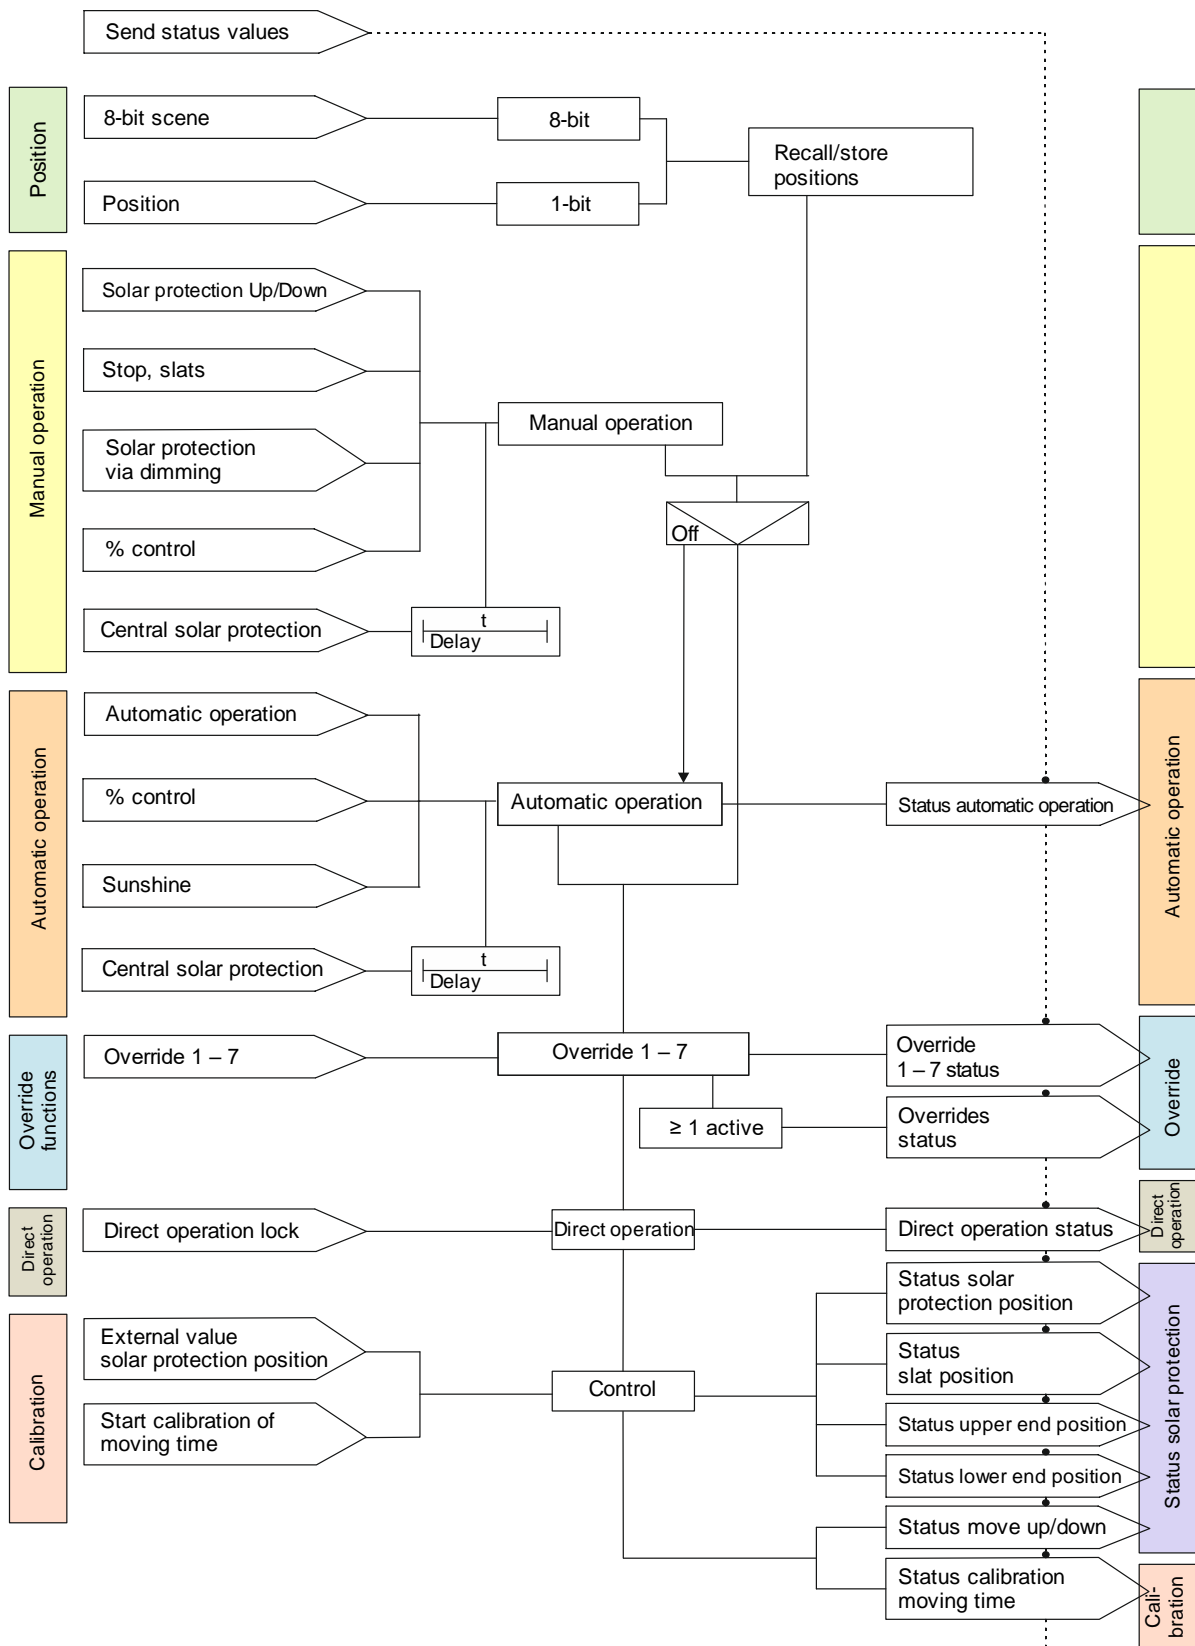 Send status values
Position
8-bit scene
8-bit
Recall/store
positions
Position
1-bit
Manual operation
Solar protection Up/Down
Stop, slats
Manual operation
Solar protection
via dimming
Off
% control
Central solar protection
t
Delay
Automatic operation
Automatic operation
% control
Automatic operation
Status automatic operation
Automatic operation
Sunshine
Central solar protection
t
Delay
Override
functions
Override 1 – 7
Override 1 – 7
Override
1 – 7 status
Override
≥ 1 active
Overrides
status
Direct
operation
Direct operation lock
Direct operation
Direct operation status
Direct
operation
Calibration
External value
solar protection position
Start calibration of
moving time
Control
Status solar
protection position
Status
slat position
Status upper end position
Status lower end position
Status move up/down
Status solar protection
Status calibration
moving time
Cali-
bration